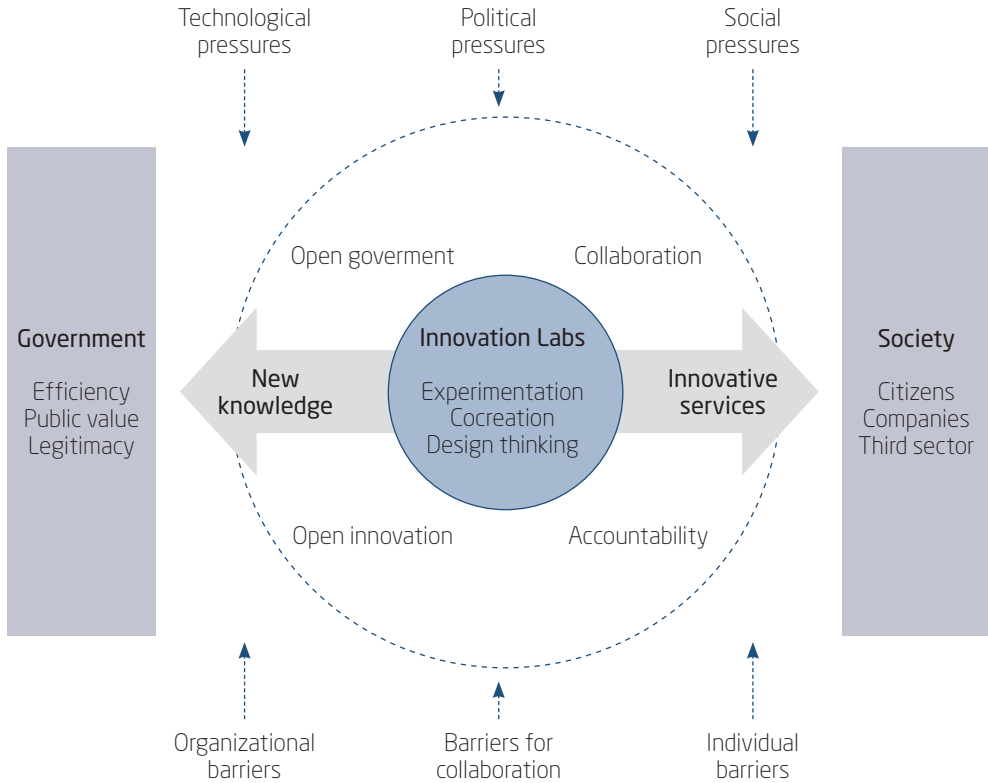 Technological
pressures
Political
pressures
Social
pressures
Open goverment
Collaboration
Government
Efficiency
Public value
Legitimacy
New
knowledge
Innovation Labs
Experimentation
Cocreation
Design thinking
Innovative
services
Society
Citizens
Companies
Third sector
Open innovation
Accountability
Organizational
barriers
Barriers for
collaboration
Individual
barriers